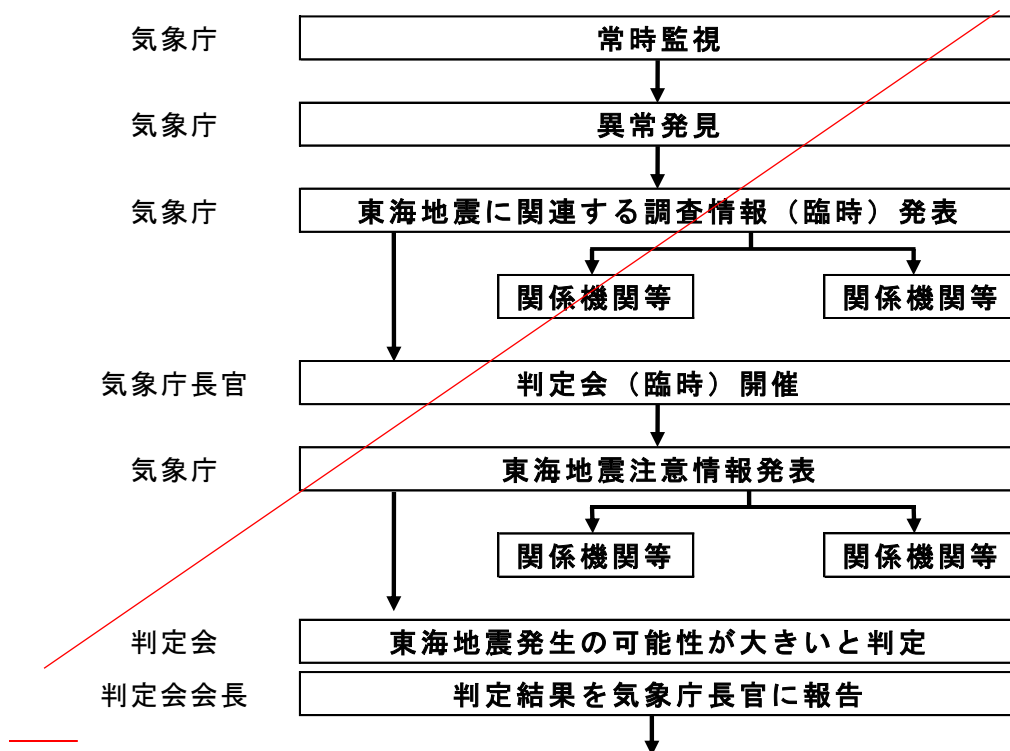 気象庁 常時監視
気象庁 異常発見
気象庁 東海地震に関連する調査情報（臨時）発表
関係機関等 関係機関等
気象庁長官 判定会（臨時）開催
気象庁 東海地震注意情報発表
関係機関等 関係機関等
判定会 東海地震発生の可能性が大きいと判定
判定会会長 判定結果を気象庁長官に報告